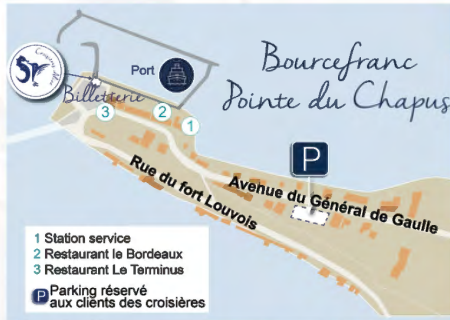 Bourcefranc
Pointe du Chapus
Port
Billetterie
3
2
1
P
Avenue du Général de Gaulle
Rue du fort Louvois
1 Station service
2 Restaurant le Bordeaux
3 Restaurant Le Terminus
P Parking réservé
aux clients des croisières